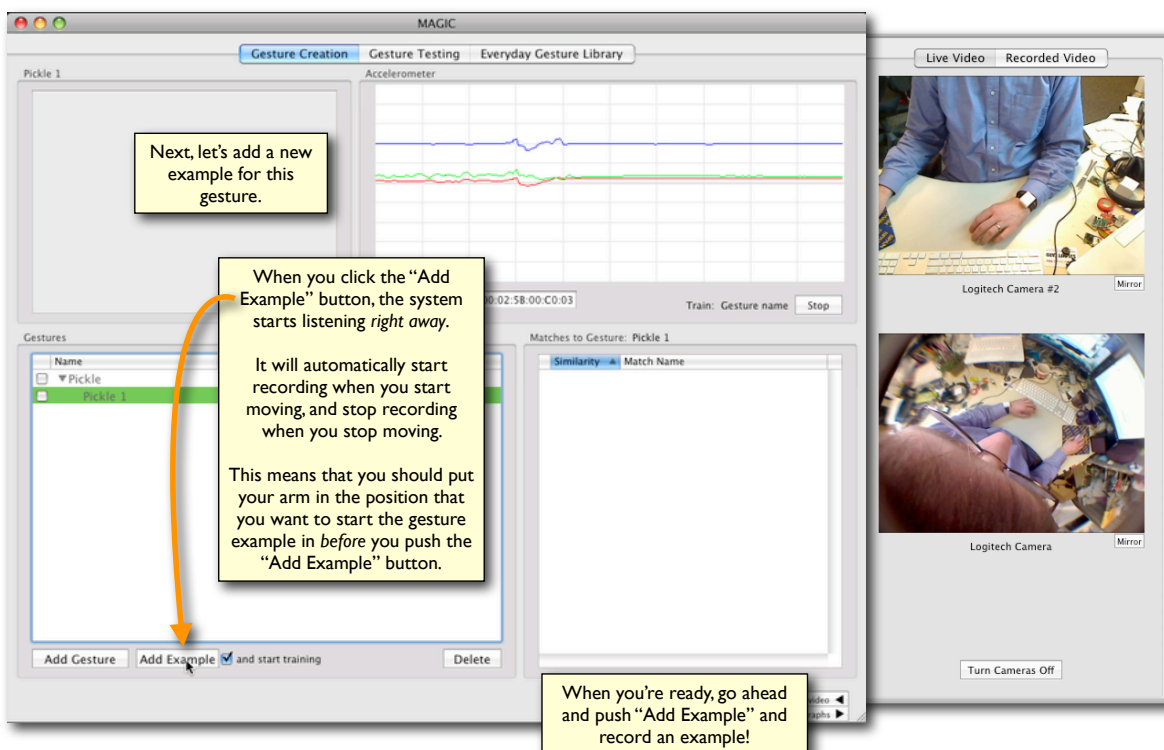 MAGIC
Gesture Creation Gesture Testing Everyday Gesture Library
Pickle 1
Accelerometer
Next, let's add a new
example for this
gesture.
When you click the “Add
Example” button, the system
starts listening right away.
It will automatically start
recording when you start
moving, and stop recording
when you stop moving.
This means that you should put
your arm in the position that
you want to start the gesture
example in before you push the
“Add Example” button.
:02:5B:00:C0:03
Train: Gesture name Stop
Gestures
Name
▼Pickle
Pickle 1
Add Gesture Add Example and start training Delete
Matches to Gesture: Pickle 1
Similarity ▲ Match Name
When you're ready, go ahead
and push “Add Example” and
record an example!
Live Video Recorded Video
Logitech Camera #2 Mirror
Logitech Camera Mirror
Turn Cameras Off